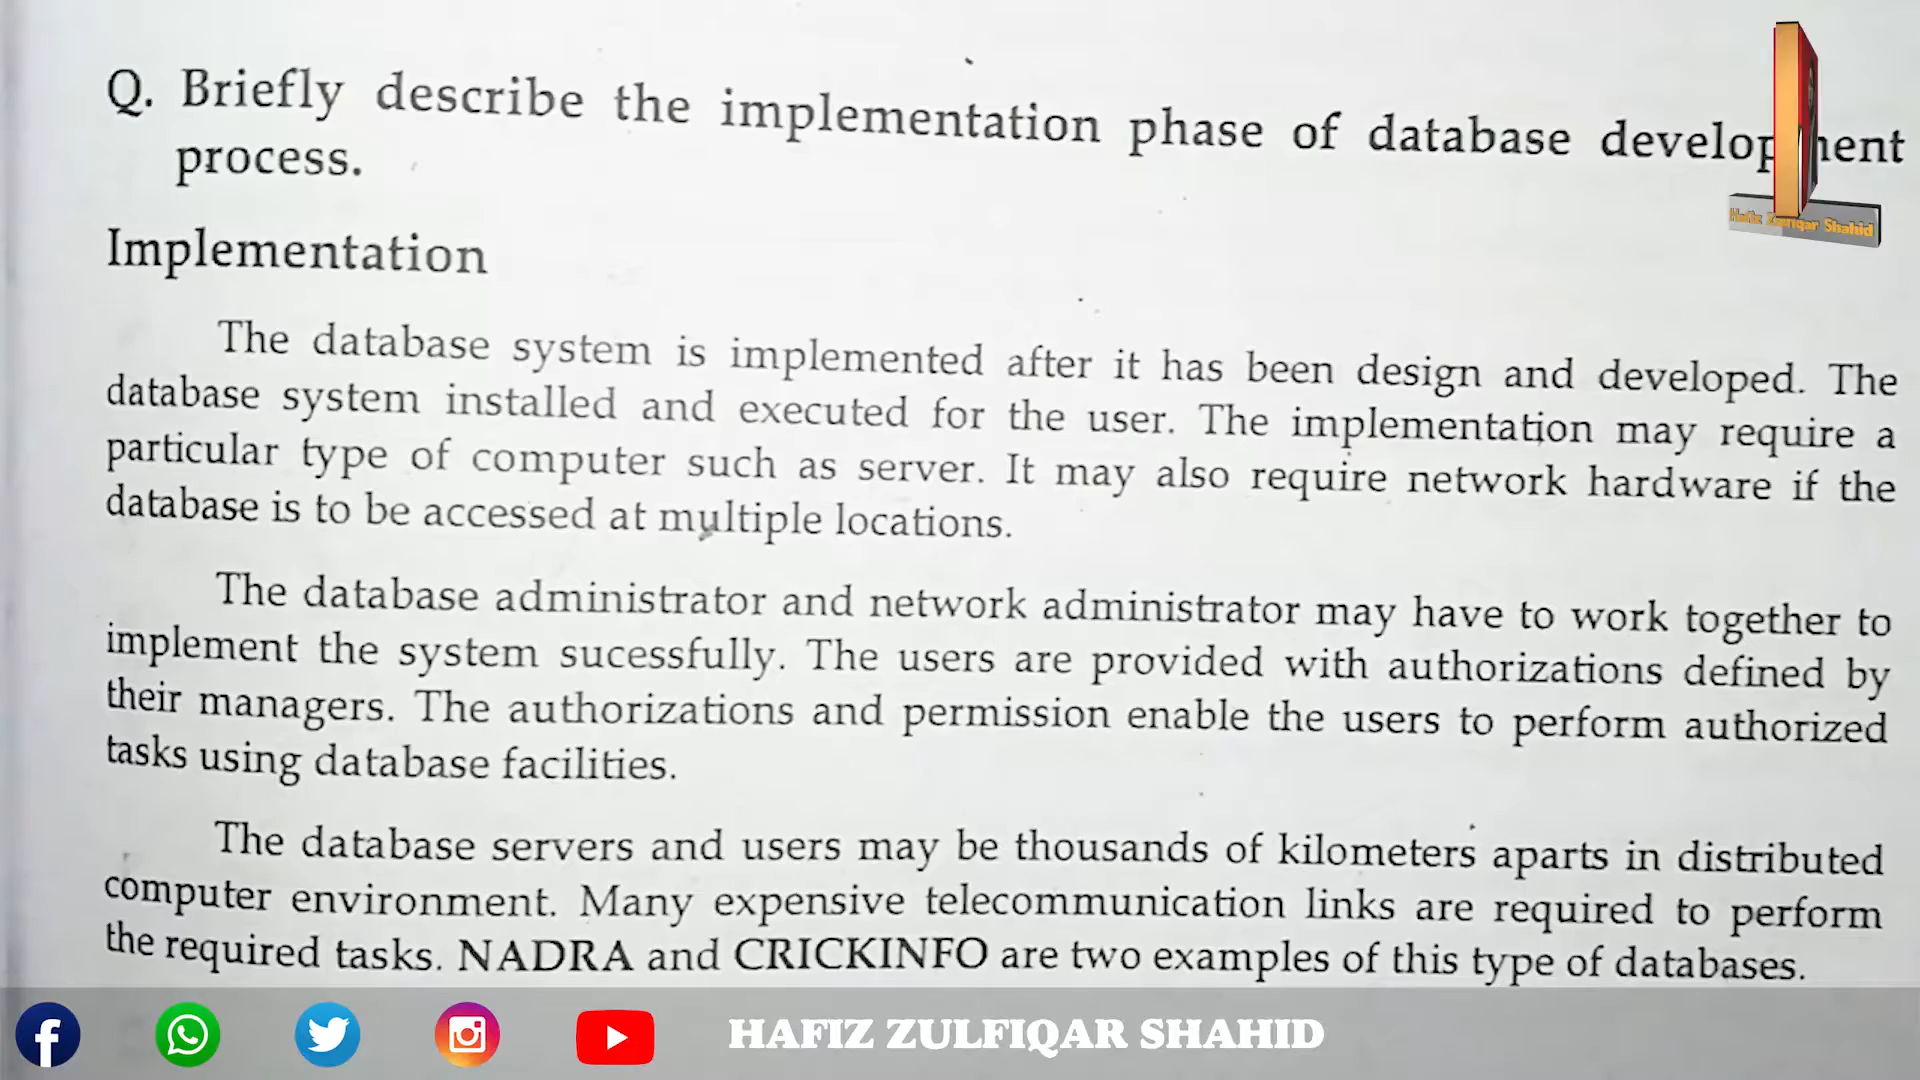 Q. Briefly describe the implementation phase of database development
process.
Implementation
The database system is implemented after it has been design and developed. The
database system installed and executed for the user. The implementation may require a
particular type of computer such as server. It may also require network hardware if the
database is to be accessed at multiple locations.
The database administrator and network administrator may have to work together to
implement the system sucessfully. The users are provided with authorizations defined by
their managers. The authorizations and permission enable the users to perform authorized
tasks using database facilities.
The database servers and users may be thousands of kilometers aparts in distributed
computer environment. Many expensive telecommunication links are required to perform
the required tasks. NADRA and CRICKINFO are two examples of this type of databases.
Hafiz Zulfiqar Shahid
HAFIZ ZULFIQAR SHAHID